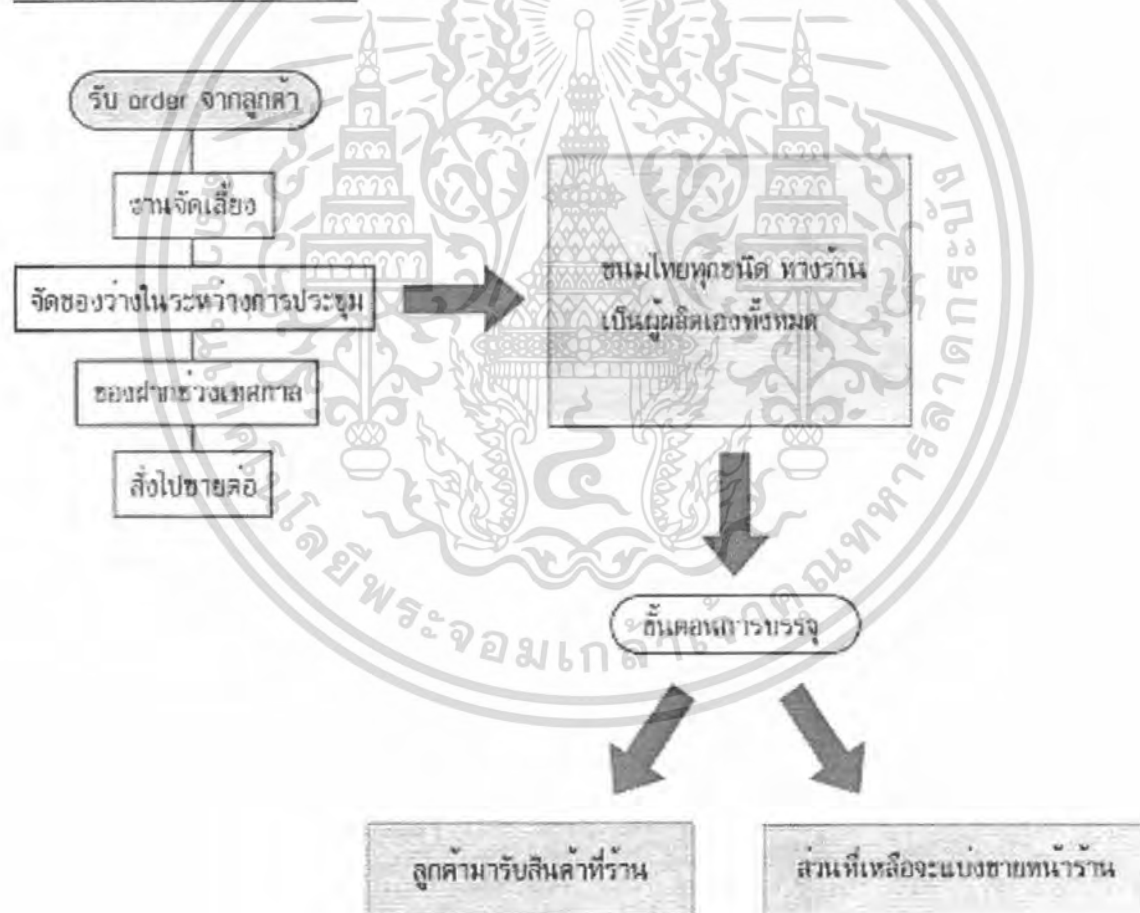 รับ order จากลูกค้า
งานจัดเลี้ยง
จัดของว่างในระหว่างการประชุม
ของฝากช่วงเทศกาล
สั่งไปขายต่อ
ขนมไทยทุกชนิด ทางร้าน
เป็นผู้ผลิตเองทั้งหมด
ขั้นตอนการบรรจุ
ลูกค้ามารับสินค้าที่ร้าน
ส่วนที่เหลือจะแบ่งขายหน้าร้าน